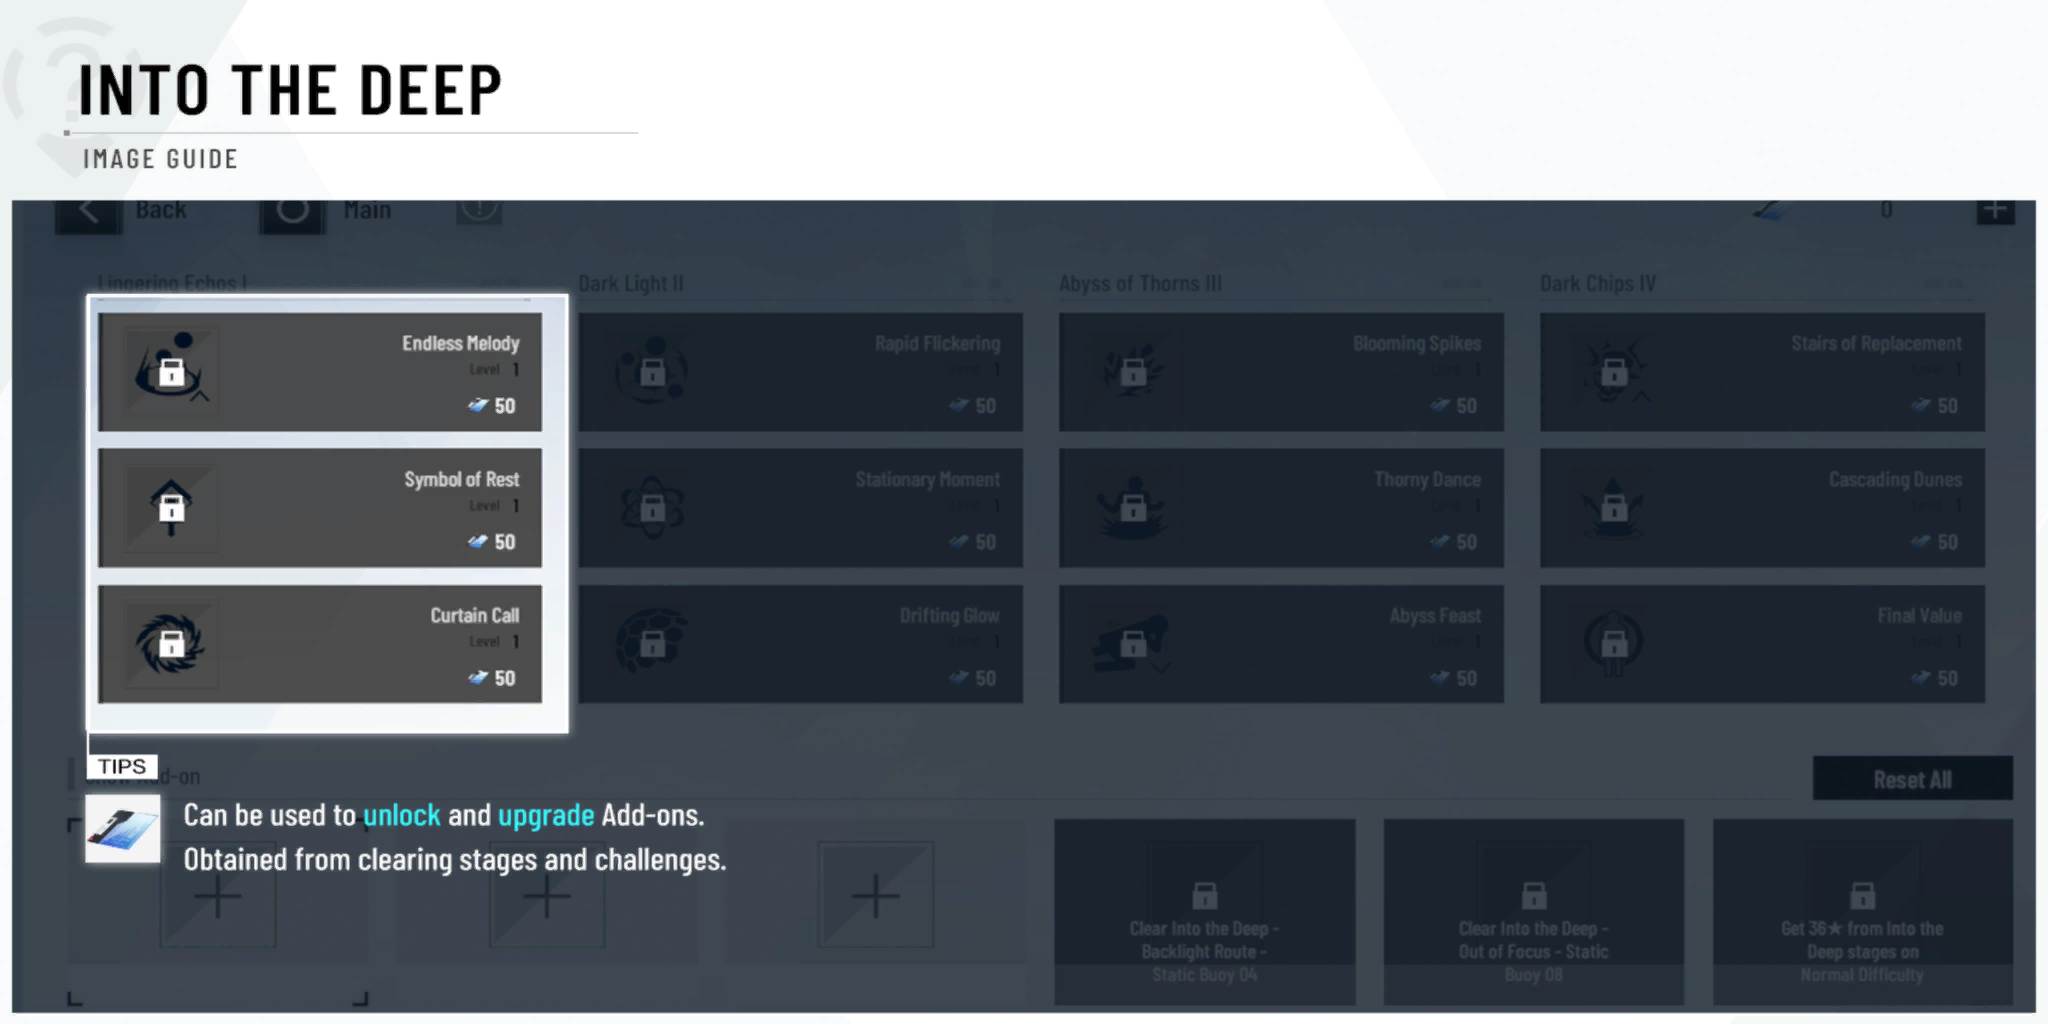 INTO THE DEEP
IMAGE GUIDE
Back
Main
0
Lingering Echos I
Dark Light II
Abyss of Thorns III
Dark Chips IV
Endless Melody
Level 1
50
Rapid Flickering
Level 1
50
Blooming Spikes
Level 1
50
Stairs of Replacement
Level 1
50
Symbol of Rest
Level 1
50
Stationary Moment
Level 1
50
Thorny Dance
Level 1
50
Cascading Dunes
Level 1
50
Curtain Call
Level 1
50
Drifting Glow
Level 1
50
Abyss Feast
Level 1
50
Final Value
Level 1
50
TIPS
Reset All
Can be used to unlock and upgrade Add-ons.
Obtained from clearing stages and challenges.
Clear Into the Deep -
Backlight Route -
Static Buoy 04
Clear Into the Deep -
Out of Focus - Static
Buoy 08
Get 36★ from Into the
Deep stages on
Normal Difficulty